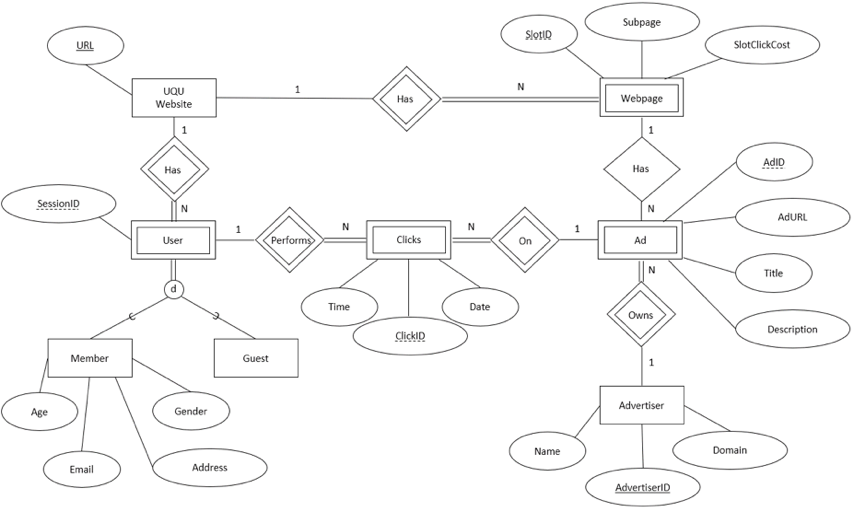 URL
SlotID
Subpage
SlotClickCost
UQU
Website
1
Has
N
Webpage
1
1
Has
Has
AdID
N
N
SessionID
AdURL
User
1
Performs
N
Clicks
N
On
1
Ad
N
Title
d
Time
Date
Owns
Description
ClickID
Member
Guest
1
Age
Gender
Advertiser
Email
Address
Name
Domain
AdvertiserID